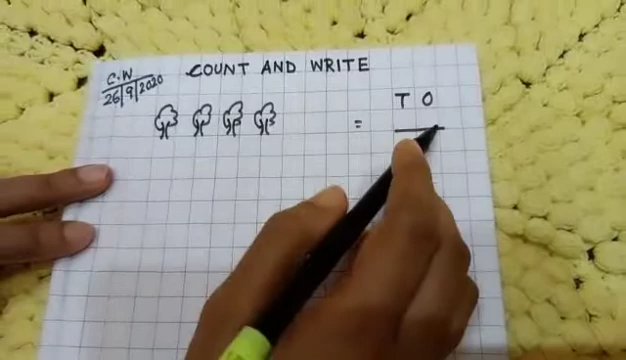 C.W
26/9/2020
COUNT AND WRITE
T O
=